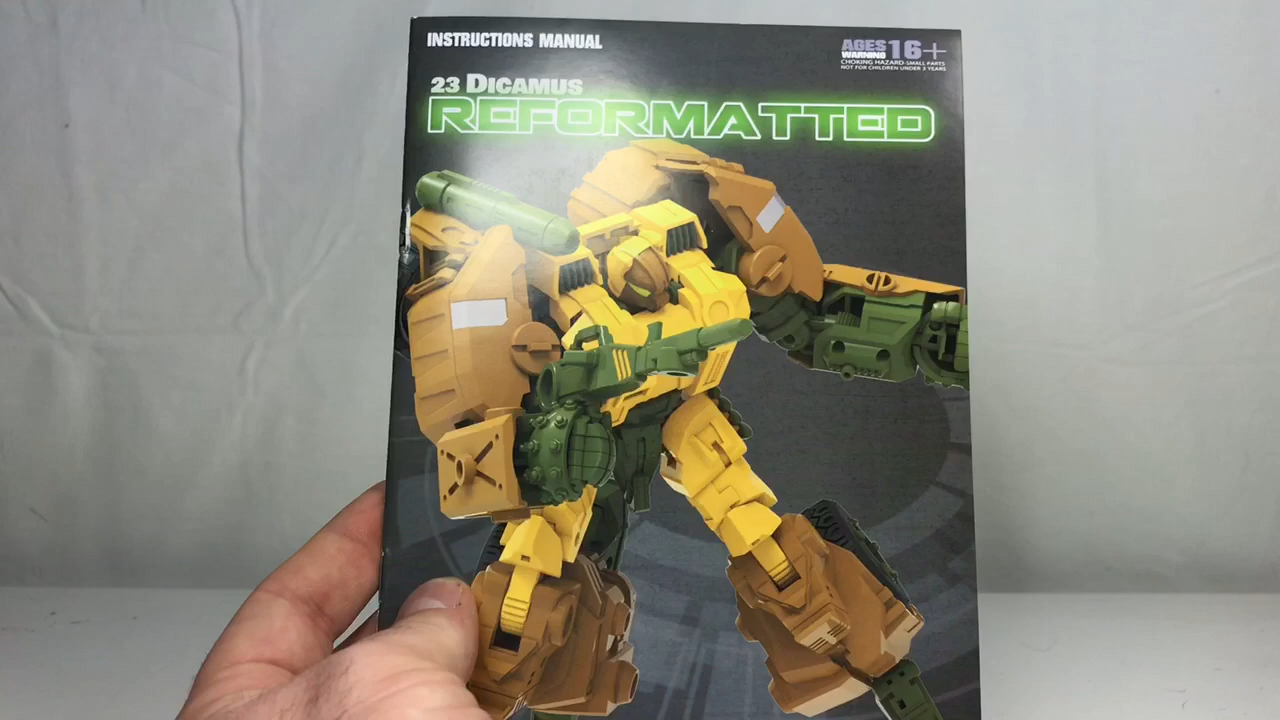 INSTRUCTIONS MANUAL
AGES 16+
WARNING
CHOKING HAZARD-SMALL PARTS
NOT FOR CHILDREN UNDER 3 YEARS
23 DICAMUS
REFORMATTED